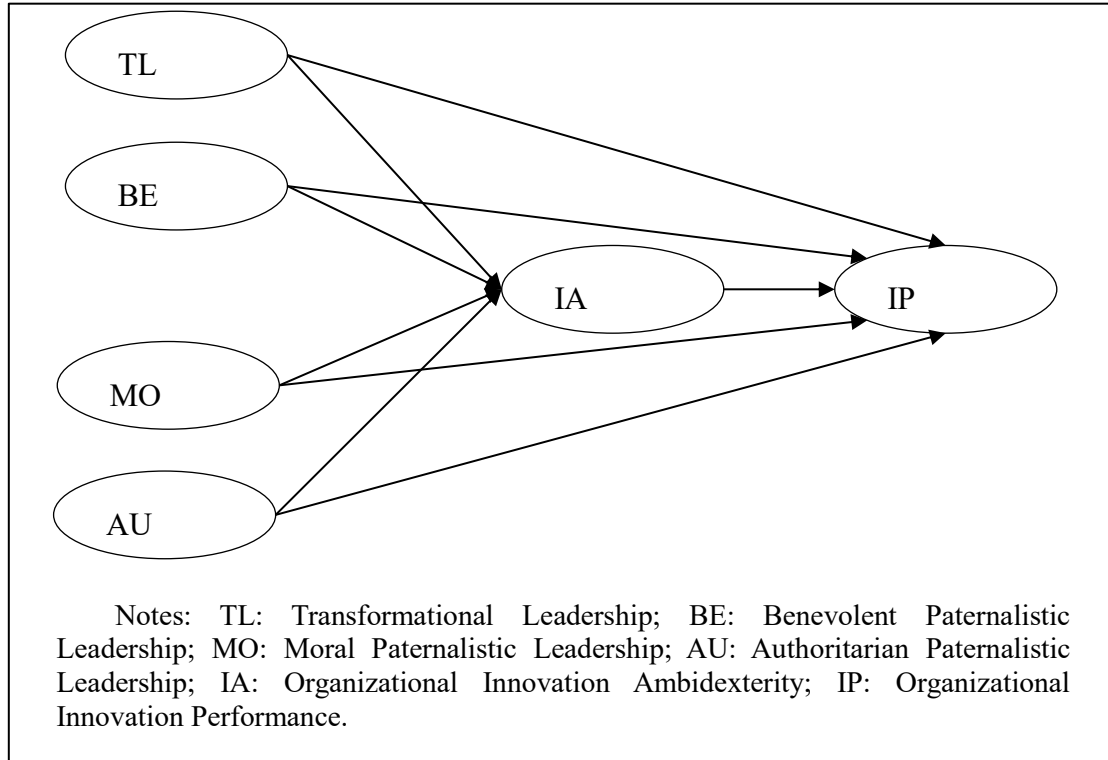 TL
BE
IA
IP
MO
AU
Notes: TL: Transformational Leadership; BE: Benevolent Paternalistic
Leadership; MO: Moral Paternalistic Leadership; AU: Authoritarian Paternalistic
Leadership; IA: Organizational Innovation Ambidexterity; IP: Organizational
Innovation Performance.